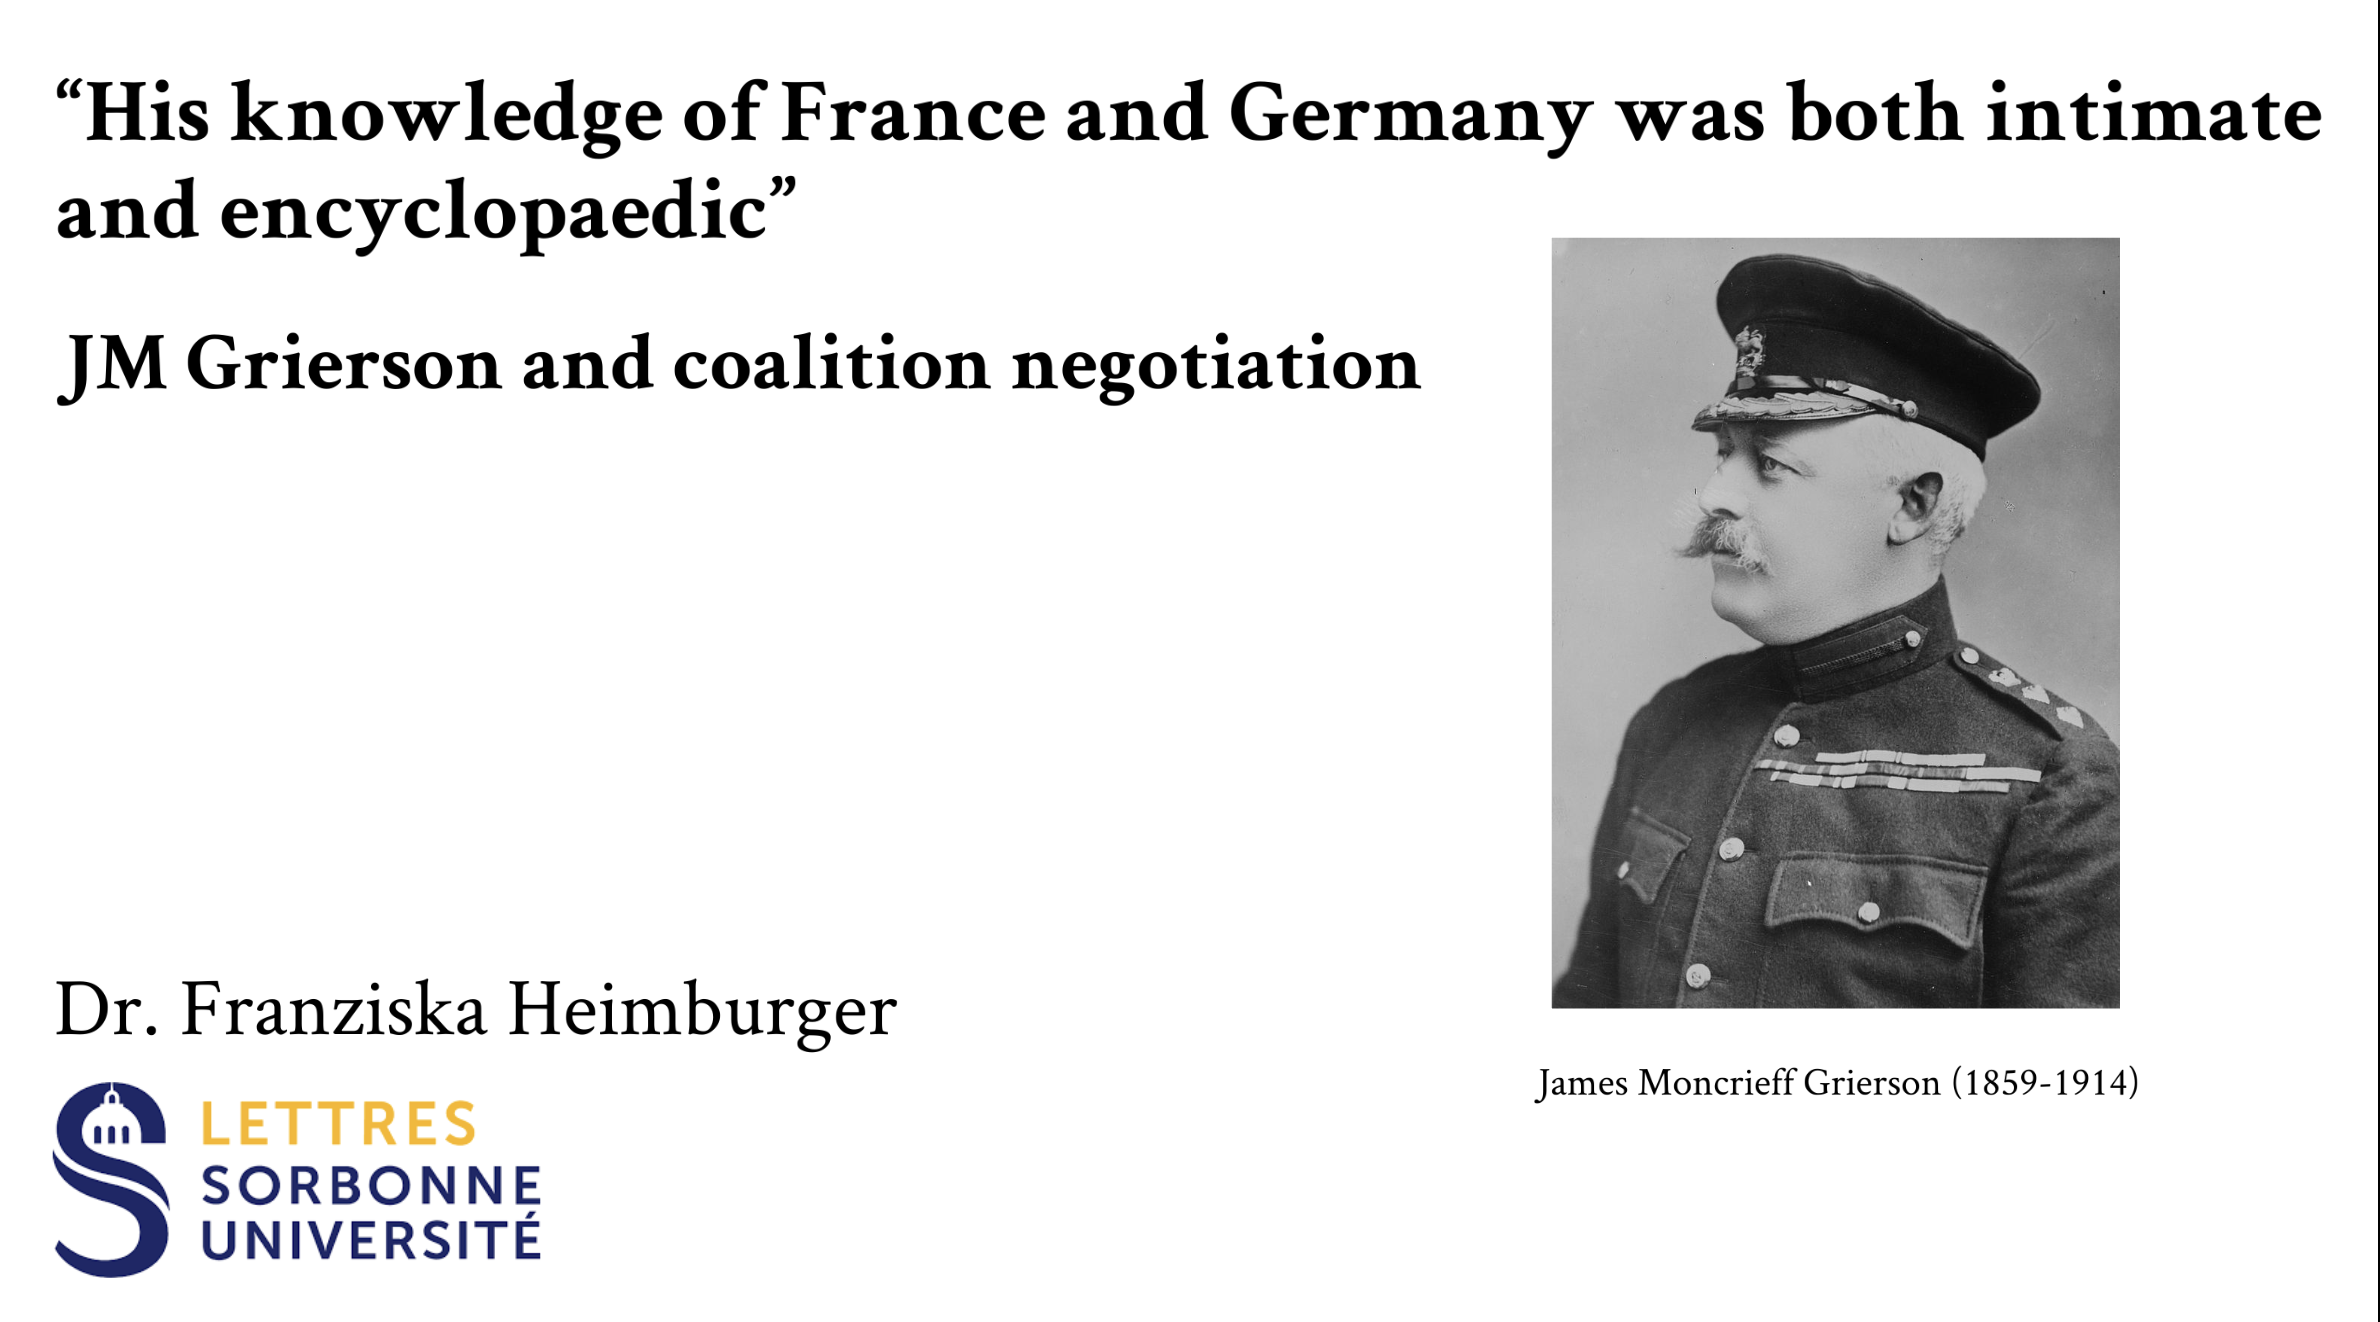 “His knowledge of France and Germany was both intimate
and encyclopaedic”
JM Grierson and coalition negotiation
Dr. Franziska Heimburger
LETTRES
SORBONNE
UNIVERSITÉ
James Moncrieff Grierson (1859-1914)